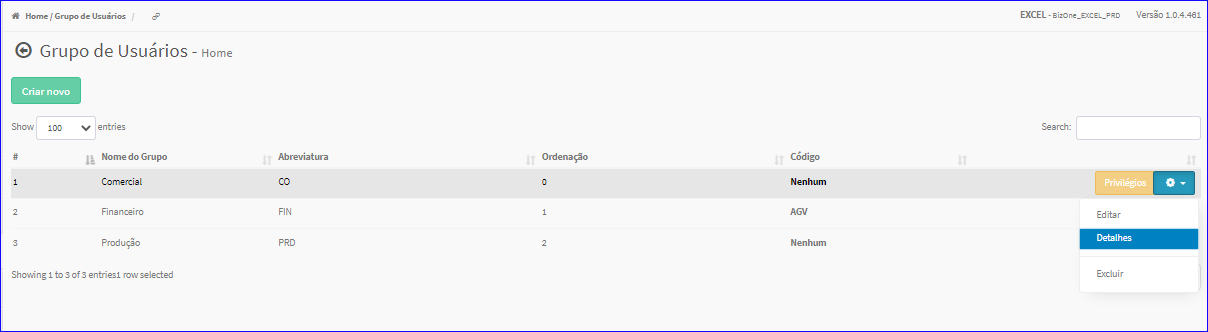 Home / Grupo de Usuários / EXCEL - BizOne_EXCEL_PRD Versão 1.0.4.461
Grupo de Usuários - Home
Criar novo
Show 100 entries Search:
# Nome do Grupo Abreviatura Ordenação Código
1 Comercial CO 0 Nenhum Privilégios
2 Financeiro FIN 1 AGV
Editar
Detalhes
3 Produção PRD 2 Nenhum
Showing 1 to 3 of 3 entries1 row selected
Excluir